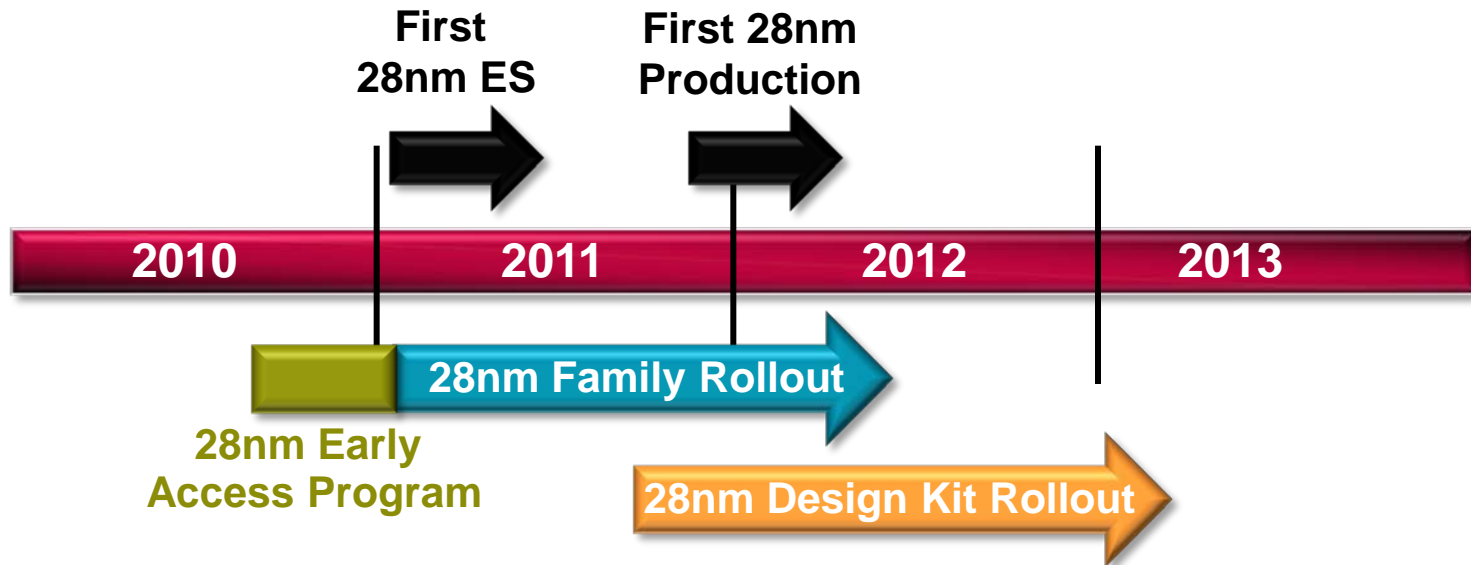 First
28nm ES
First 28nm
Production
2010
2011
2012
2013
28nm Family Rollout
28nm Early
Access Program
28nm Design Kit Rollout